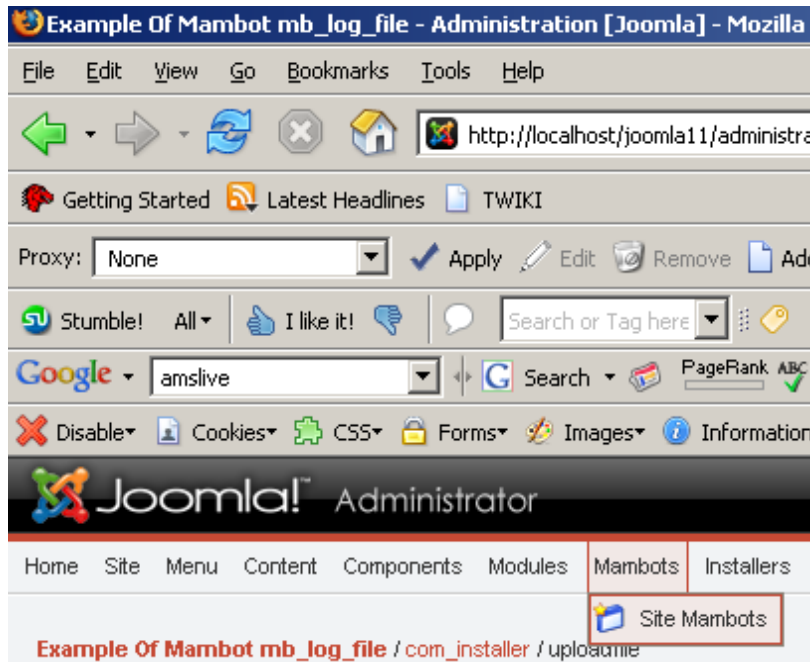 Example Of Mambot mb_log_file - Administration [Joomla] - Mozilla
File Edit View Go Bookmarks Tools Help
http://localhost/joomla11/administra
Getting Started Latest Headlines TWIKI
Proxy: None Apply Edit Remove Add
Stumble! All I like it! Search or Tag here
Google amslive G Search PageRank ABC
Disable Cookies CSS Forms Images Information
Joomla!™ Administrator
Home Site Menu Content Components Modules Mambots Installers
Site Mambots
Example Of Mambot mb_log_file / com_installer / uploadfile